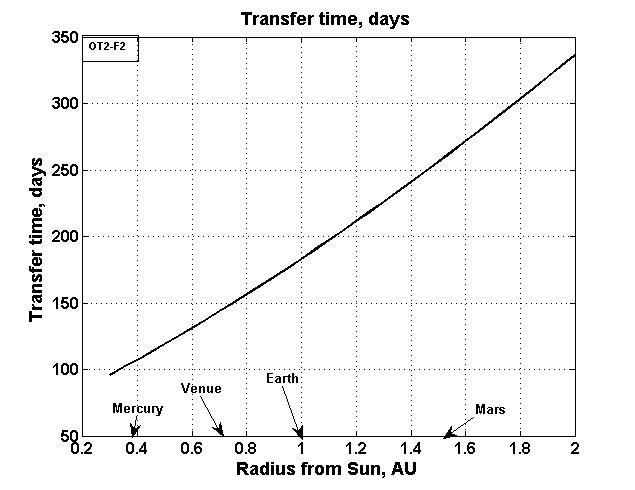 Transfer time, days
OT2-F2
350
300
250
200
150
100
50
Transfer time, days
Mercury
Venue
Earth
Mars
0.2 0.4 0.6 0.8 1 1.2 1.4 1.6 1.8 2
Radius from Sun, AU